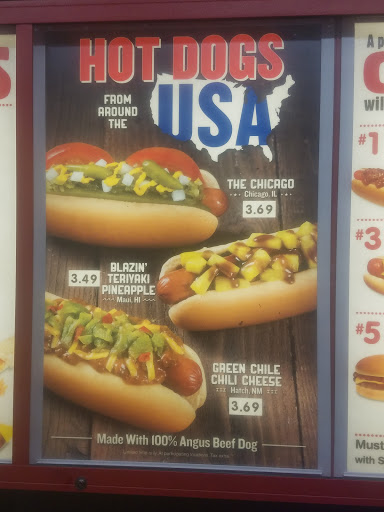 HOT DOGS
FROM
AROUND
THE
USA
THE CHICAGO
Chicago, IL
3.69
BLAZIN'
TERIYAKI
PINEAPPLE
Maui, HI
3.49
GREEN CHILE
CHILI CHEESE
Hatch, NM
3.69
Made With 100% Angus Beef Dog
A p
C
will
#1
#3
#5
Must
with S
S